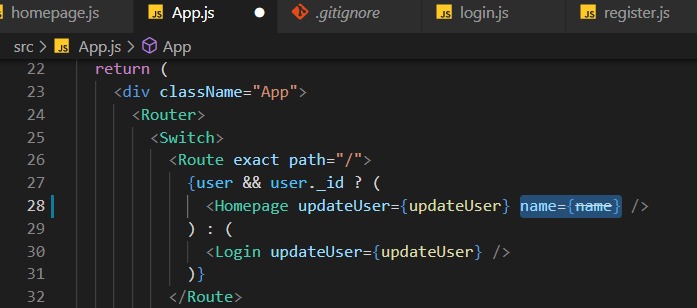 homepage.js JS App.js .gitignore JS login.js JS register.js
src > JS App.js > App
22 return (
23 <div className="App">
24 <Router>
25 <Switch>
26 <Route exact path="/">
27 {user && user._id ? (
28 <Homepage updateUser={updateUser} name={name} />
29 ) : (
30 <Login updateUser={updateUser} />
31 )}
32 </Route>